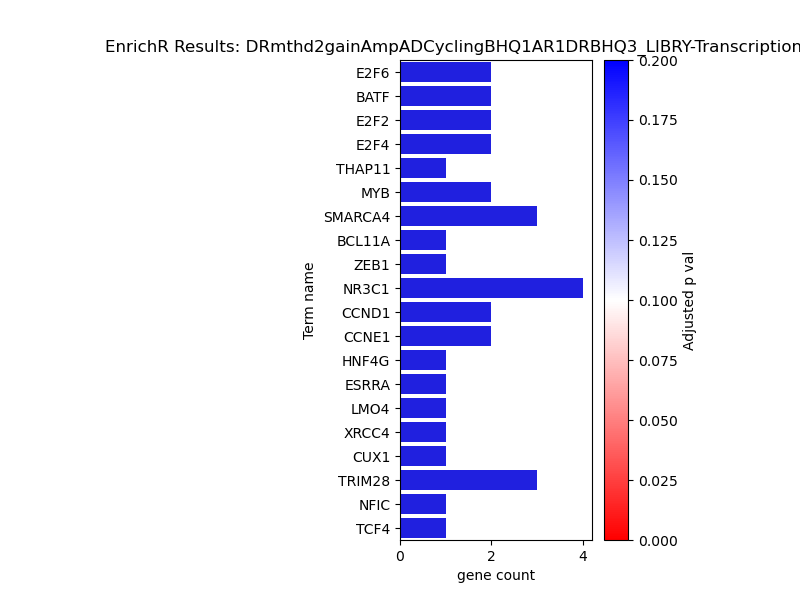 EnrichR Results: DRmthd2gainAmpADCyclingBHQ1AR1DRBHQ3_LIBRY-Transcription
E2F6
BATF
E2F2
E2F4
THAP11
MYB
SMARCA4
BCL11A
ZEB1
NR3C1
CCND1
CCNE1
HNF4G
ESRRA
LMO4
XRCC4
CUX1
TRIM28
NFIC
TCF4
Term name
0 2 4
gene count
0.200
0.175
0.150
0.125
0.100
0.075
0.050
0.025
0.000
Adjusted p val